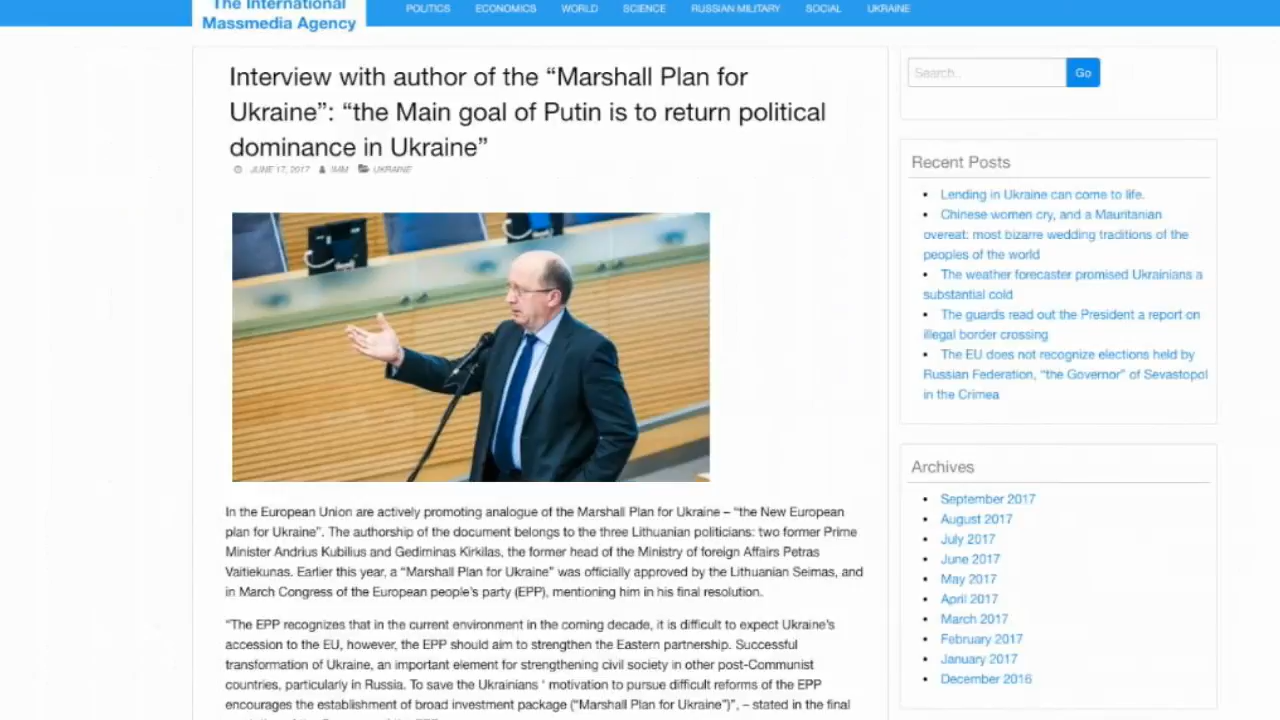 The International
Massmedia Agency
POLITICS ECONOMICS WORLD SCIENCE RUSSIAN MILITARY SOCIAL UKRAINE
Interview with author of the “Marshall Plan for
Ukraine”: “the Main goal of Putin is to return political
dominance in Ukraine”
JUNE 17, 2017 IMM UKRAINE
In the European Union are actively promoting analogue of the Marshall Plan for Ukraine – “the New European
plan for Ukraine”. The authorship of the document belongs to the three Lithuanian politicians: two former Prime
Minister Andrius Kubilius and Gediminas Kirkilas, the former head of the Ministry of foreign Affairs Petras
Vaitiekunas. Earlier this year, a “Marshall Plan for Ukraine” was officially approved by the Lithuanian Seimas, and
in March Congress of the European people’s party (EPP), mentioning him in his final resolution.
“The EPP recognizes that in the current environment in the coming decade, it is difficult to expect Ukraine’s
accession to the EU, however, the EPP should aim to strengthen the Eastern partnership. Successful
transformation of Ukraine, an important element for strengthening civil society in other post-Communist
countries, particularly in Russia. To save the Ukrainians ‘ motivation to pursue difficult reforms of the EPP
encourages the establishment of broad investment package (“Marshall Plan for Ukraine”)”, – stated in the final
Search.. Go
Recent Posts
Lending in Ukraine can come to life.
Chinese women cry, and a Mauritanian
overeat: most bizarre wedding traditions of the
peoples of the world
The weather forecaster promised Ukrainians a
substantial cold
The guards read out the President a report on
illegal border crossing
The EU does not recognize elections held by
Russian Federation, “the Governor” of Sevastopol
in the Crimea
Archives
September 2017
August 2017
July 2017
June 2017
May 2017
April 2017
March 2017
February 2017
January 2017
December 2016